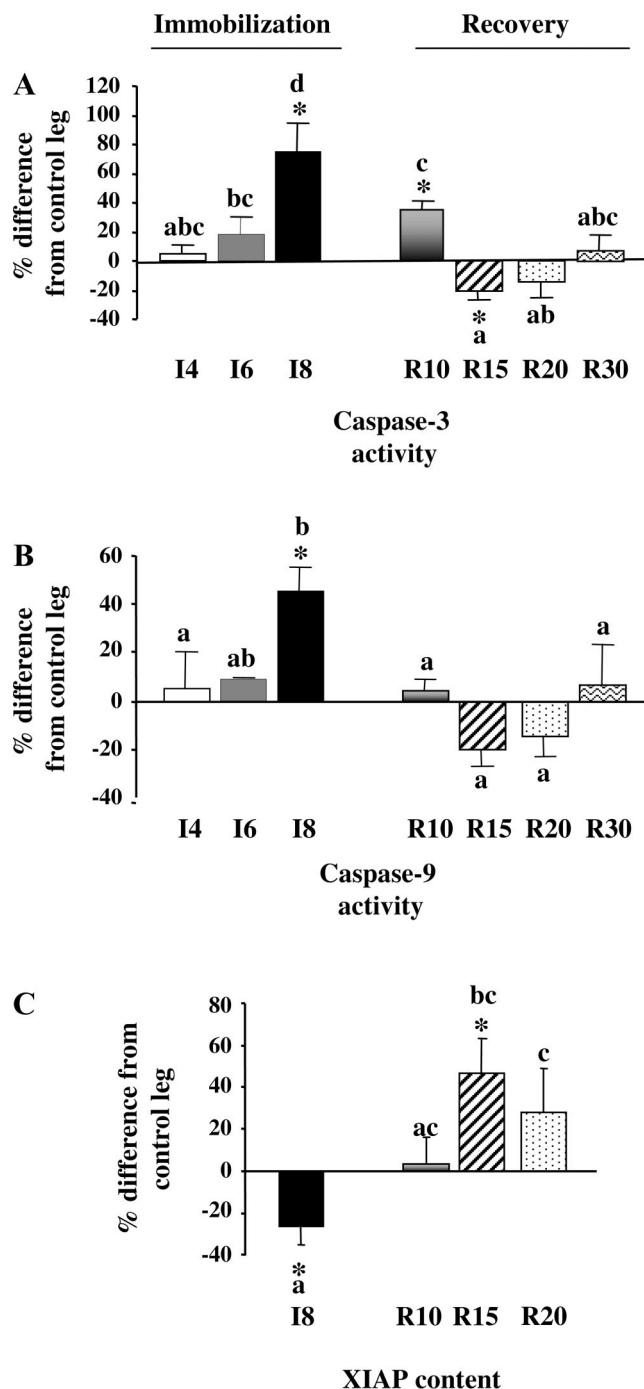 Immobilization Recovery
A
% difference
from control leg
120
100
80
60
40
20
0
-20
-40
abc
bc
d
*
c
*
*
a
ab
abc
I4 I6 I8 R10 R15 R20 R30
Caspase-3
activity
B
% difference
from control leg
60
40
20
0
-20
-40
a
ab
b
*
a
a
a
a
I4 I6 I8 R10 R15 R20 R30
Caspase-9
activity
C
% difference from
control leg
80
60
40
20
0
-20
-40
*
a
ac
bc
*
c
I8 R10 R15 R20
XIAP content